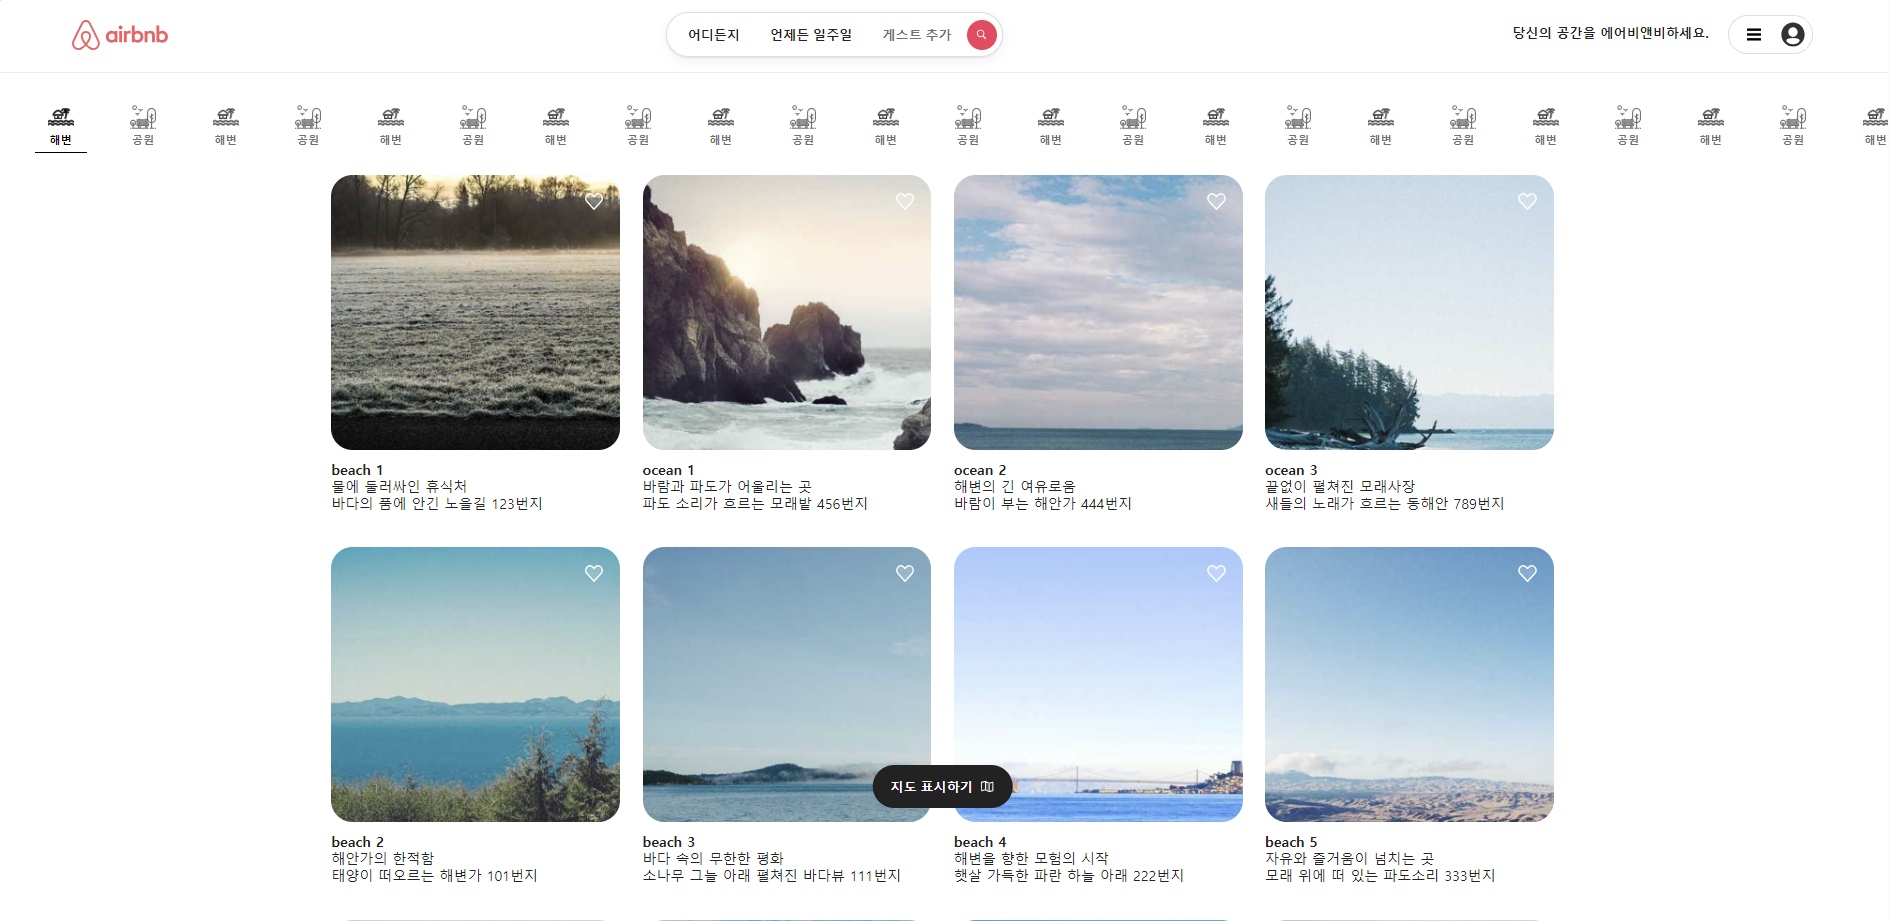 airbnb
어디든지 언제든 일주일 게스트 추가
당신의 공간을 에어비앤비하세요.
해변 공원 해변 공원 해변 공원 해변 공원 해변 공원 해변 공원 해변 공원 해변 공원 해변 공원 해변 공원 해변 공원 해변
beach 1
물에 둘러싸인 휴식처
바다의 품에 안긴 노을길 123번지
ocean 1
바람과 파도가 어울리는 곳
파도 소리가 흐르는 모래밭 456번지
ocean 2
해변의 긴 여유로움
바람이 부는 해안가 444번지
ocean 3
끝없이 펼쳐진 모래사장
새들의 노래가 흐르는 동해안 789번지
지도 표시하기
beach 2
해안가의 한적함
태양이 떠오르는 해변가 101번지
beach 3
바다 속의 무한한 평화
소나무 그늘 아래 펼쳐진 바다뷰 111번지
beach 4
해변을 향한 모험의 시작
햇살 가득한 파란 하늘 아래 222번지
beach 5
자유와 즐거움이 넘치는 곳
모래 위에 떠 있는 파도소리 333번지